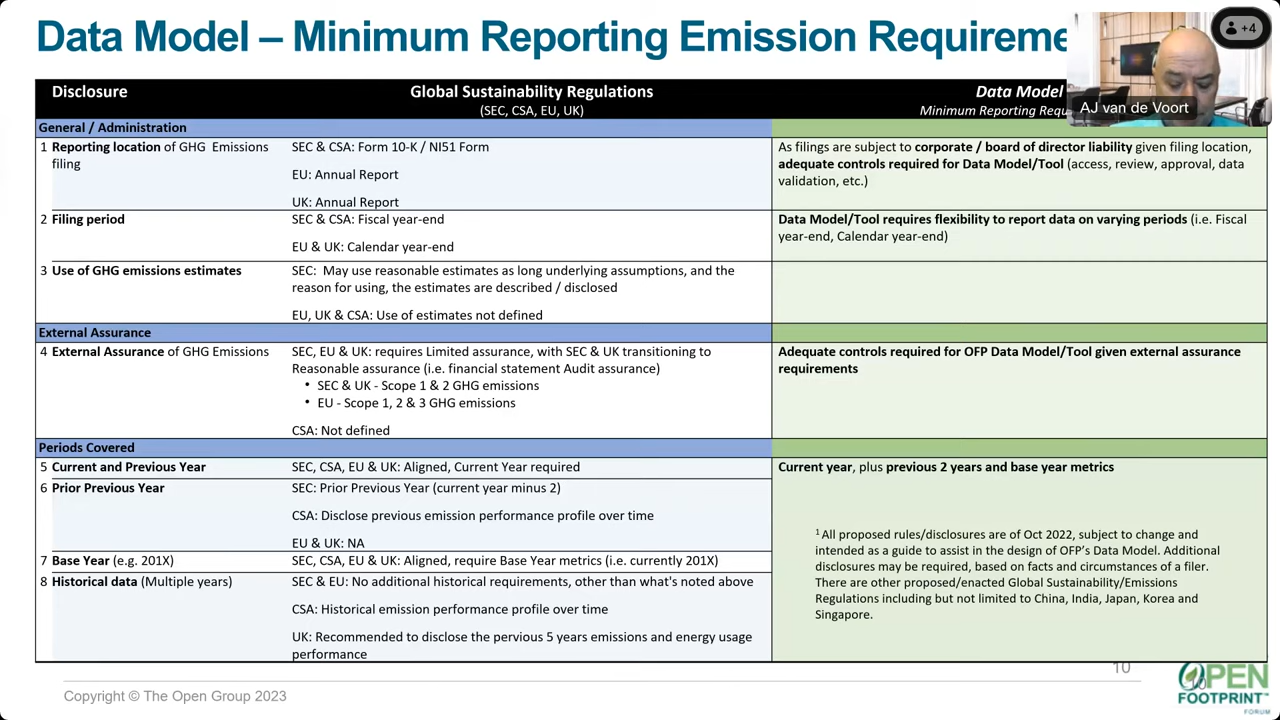 Data Model – Minimum Reporting Emission Requireme
+4
AJ van de Voort
Disclosure
Global Sustainability Regulations
(SEC, CSA, EU, UK)
Data Model
Minimum Reporting Requ
General / Administration
1 Reporting location of GHG Emissions
filing
SEC & CSA: Form 10-K / NI51 Form
EU: Annual Report
UK: Annual Report
As filings are subject to corporate / board of director liability given filing location,
adequate controls required for Data Model/Tool (access, review, approval, data
validation, etc.)
2 Filing period
SEC & CSA: Fiscal year-end
EU & UK: Calendar year-end
Data Model/Tool requires flexibility to report data on varying periods (i.e. Fiscal
year-end, Calendar year-end)
3 Use of GHG emissions estimates
SEC: May use reasonable estimates as long underlying assumptions, and the
reason for using, the estimates are described / disclosed
EU, UK & CSA: Use of estimates not defined
External Assurance
4 External Assurance of GHG Emissions
SEC, EU & UK: requires Limited assurance, with SEC & UK transitioning to
Reasonable assurance (i.e. financial statement Audit assurance)
• SEC & UK - Scope 1 & 2 GHG emissions
• EU - Scope 1, 2 & 3 GHG emissions
CSA: Not defined
Adequate controls required for OFP Data Model/Tool given external assurance
requirements
Periods Covered
5 Current and Previous Year
SEC, CSA, EU & UK: Aligned, Current Year required
Current year, plus previous 2 years and base year metrics
6 Prior Previous Year
SEC: Prior Previous Year (current year minus 2)
CSA: Disclose previous emission performance profile over time
EU & UK: NA
7 Base Year (e.g. 201X)
SEC, CSA, EU & UK: Aligned, require Base Year metrics (i.e. currently 201X)
8 Historical data (Multiple years)
SEC & EU: No additional historical requirements, other than what's noted above
CSA: Historical emission performance profile over time
UK: Recommended to disclose the pervious 5 years emissions and energy usage
performance
1 All proposed rules/disclosures are of Oct 2022, subject to change and
intended as a guide to assist in the design of OFP's Data Model. Additional
disclosures may be required, based on facts and circumstances of a filer.
There are other proposed/enacted Global Sustainability/Emissions
Regulations including but not limited to China, India, Japan, Korea and
Singapore.
10
Copyright © The Open Group 2023
10
OPEN
FOOTPRINT™
FORUM